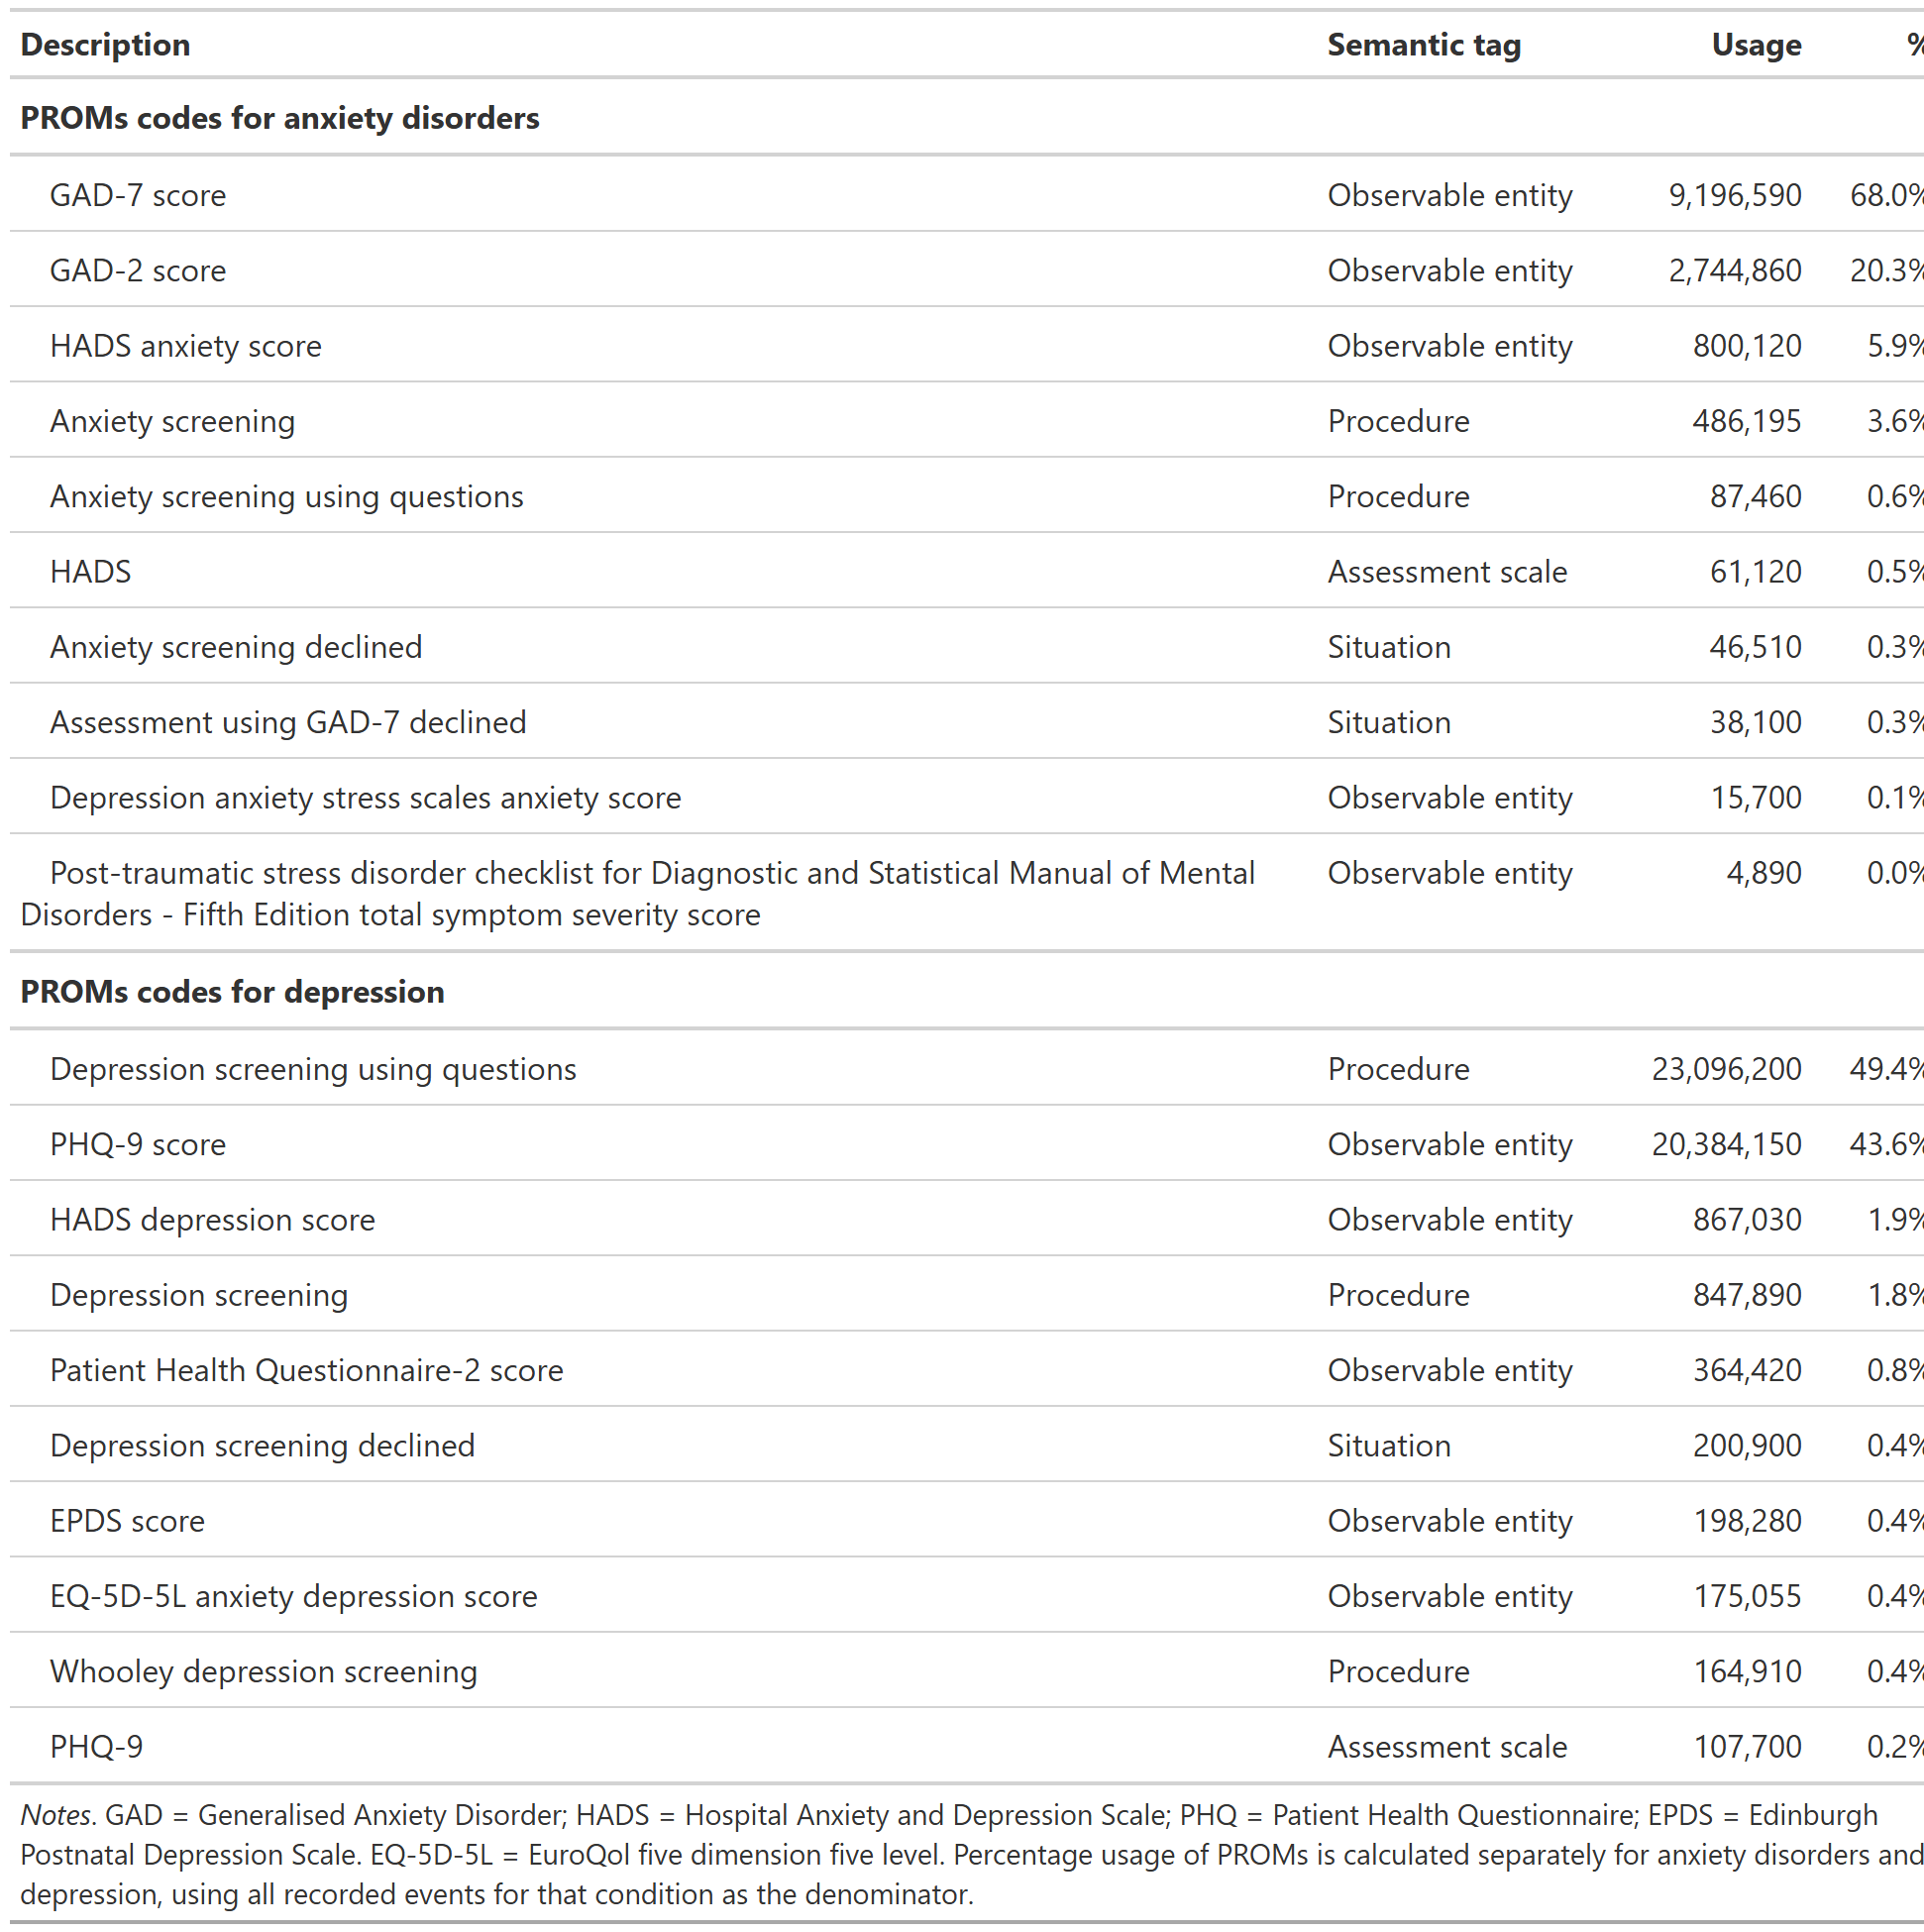 Description Semantic tag Usage %
PROMs codes for anxiety disorders
GAD-7 score Observable entity 9,196,590 68.0%
GAD-2 score Observable entity 2,744,860 20.3%
HADS anxiety score Observable entity 800,120 5.9%
Anxiety screening Procedure 486,195 3.6%
Anxiety screening using questions Procedure 87,460 0.6%
HADS Assessment scale 61,120 0.5%
Anxiety screening declined Situation 46,510 0.3%
Assessment using GAD-7 declined Situation 38,100 0.3%
Depression anxiety stress scales anxiety score Observable entity 15,700 0.1%
Post-traumatic stress disorder checklist for Diagnostic and Statistical Manual of Mental Observable entity 4,890 0.0%
Disorders - Fifth Edition total symptom severity score
PROMs codes for depression
Depression screening using questions Procedure 23,096,200 49.4%
PHQ-9 score Observable entity 20,384,150 43.6%
HADS depression score Observable entity 867,030 1.9%
Depression screening Procedure 847,890 1.8%
Patient Health Questionnaire-2 score Observable entity 364,420 0.8%
Depression screening declined Situation 200,900 0.4%
EPDS score Observable entity 198,280 0.4%
EQ-5D-5L anxiety depression score Observable entity 175,055 0.4%
Whooley depression screening Procedure 164,910 0.4%
PHQ-9 Assessment scale 107,700 0.2%
Notes. GAD = Generalised Anxiety Disorder; HADS = Hospital Anxiety and Depression Scale; PHQ = Patient Health Questionnaire; EPDS = Edinburgh
Postnatal Depression Scale. EQ-5D-5L = EuroQol five dimension five level. Percentage usage of PROMs is calculated separately for anxiety disorders and
depression, using all recorded events for that condition as the denominator.